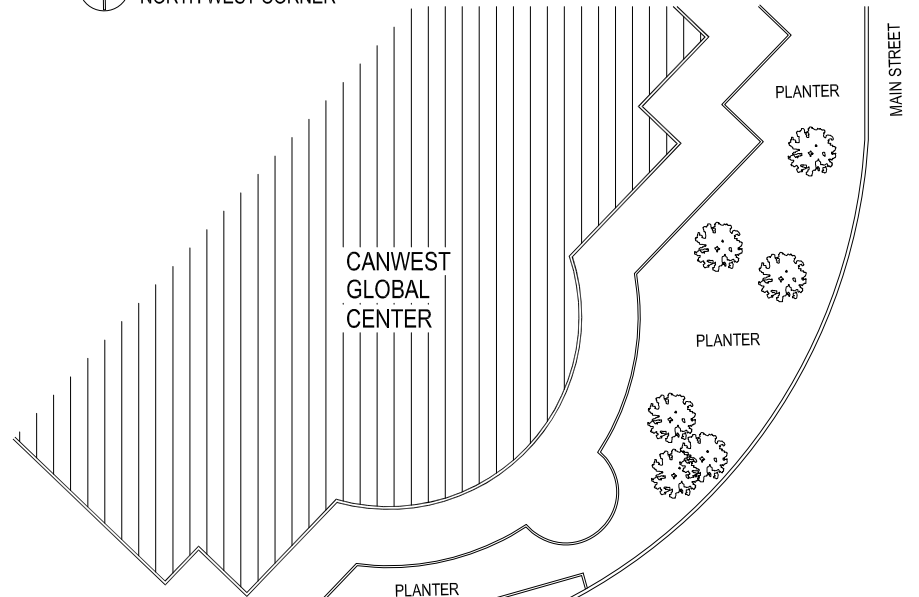 NORTH WEST CORNER
MAIN STREET
PLANTER
CANWEST
GLOBAL
CENTER
PLANTER
PLANTER